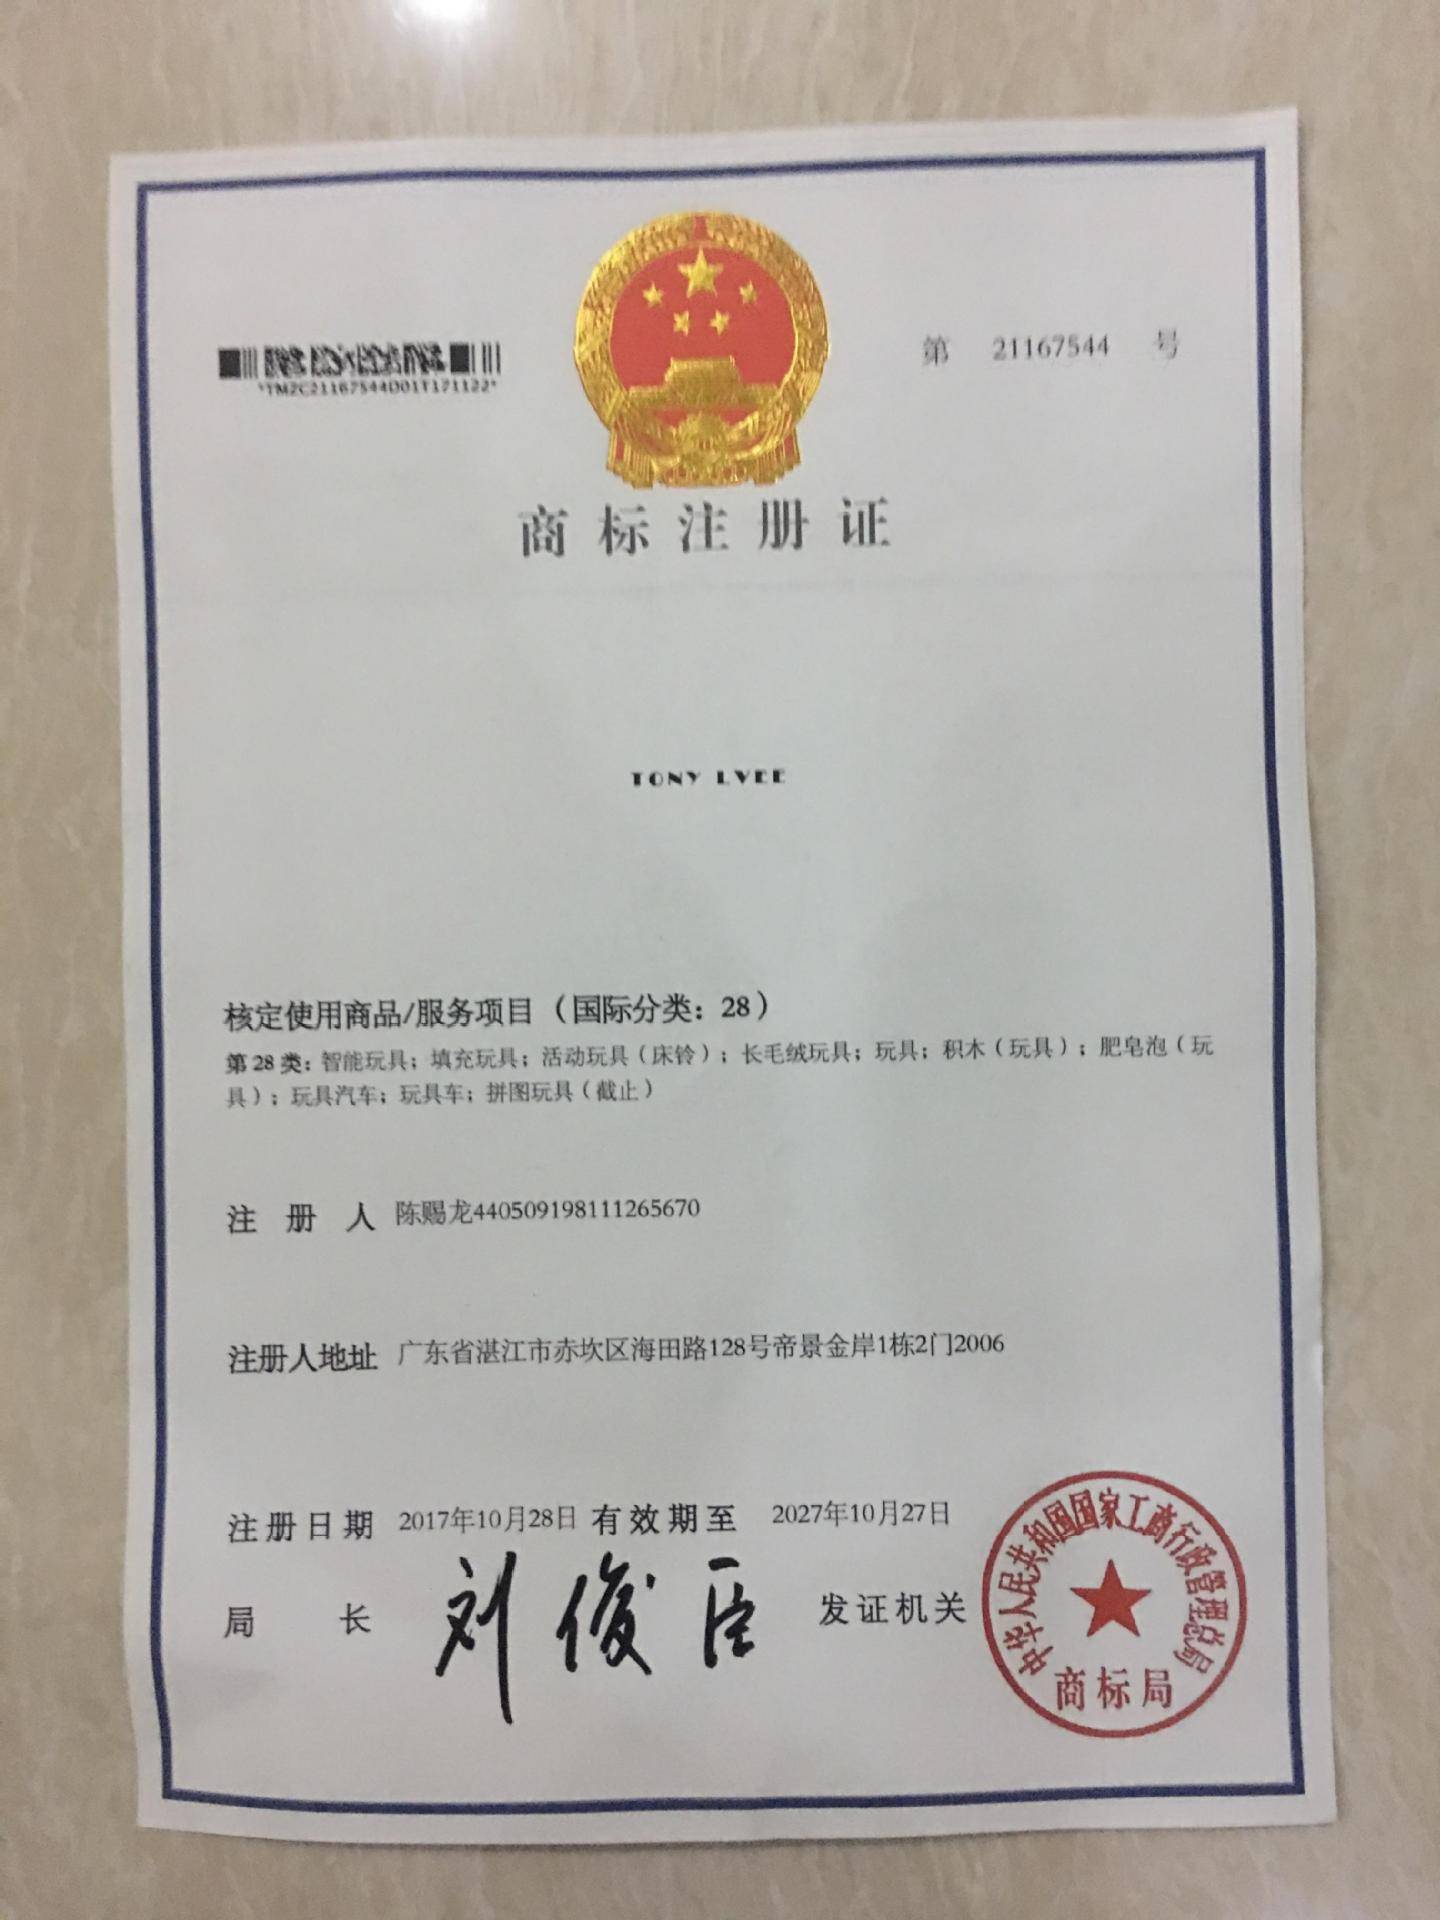 第 21167544 号
*TMZC21167544D01T171122*
商标注册证
TONY LVEE
核定使用商品/服务项目（国际分类：28）
第28类：智能玩具；填充玩具；活动玩具（床铃）；长毛绒玩具；玩具；积木（玩具）；肥皂泡（玩
具）；玩具汽车；玩具车；拼图玩具（截止）
注册人 陈赐龙440509198111265670
注册人地址 广东省湛江市赤坎区海田路128号帝景金岸1栋2门2006
注册日期 2017年10月28日 有效期至 2027年10月27日
局长 刘俊臣 发证机关
中华人民共和国国家工商行政管理总局
商标局